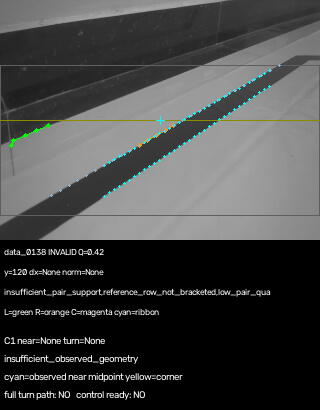 data_0138 INVALID Q=0.42
y=120 dx=None norm=None
insufficient_pair_support,reference_row_not_bracketed,low_pair_qua
L=green R=orange C=magenta cyan=ribbon
C1 near=None turn=None
insufficient_observed_geometry
cyan=observed near midpoint yellow=corner
full turn path: NO control ready: NO